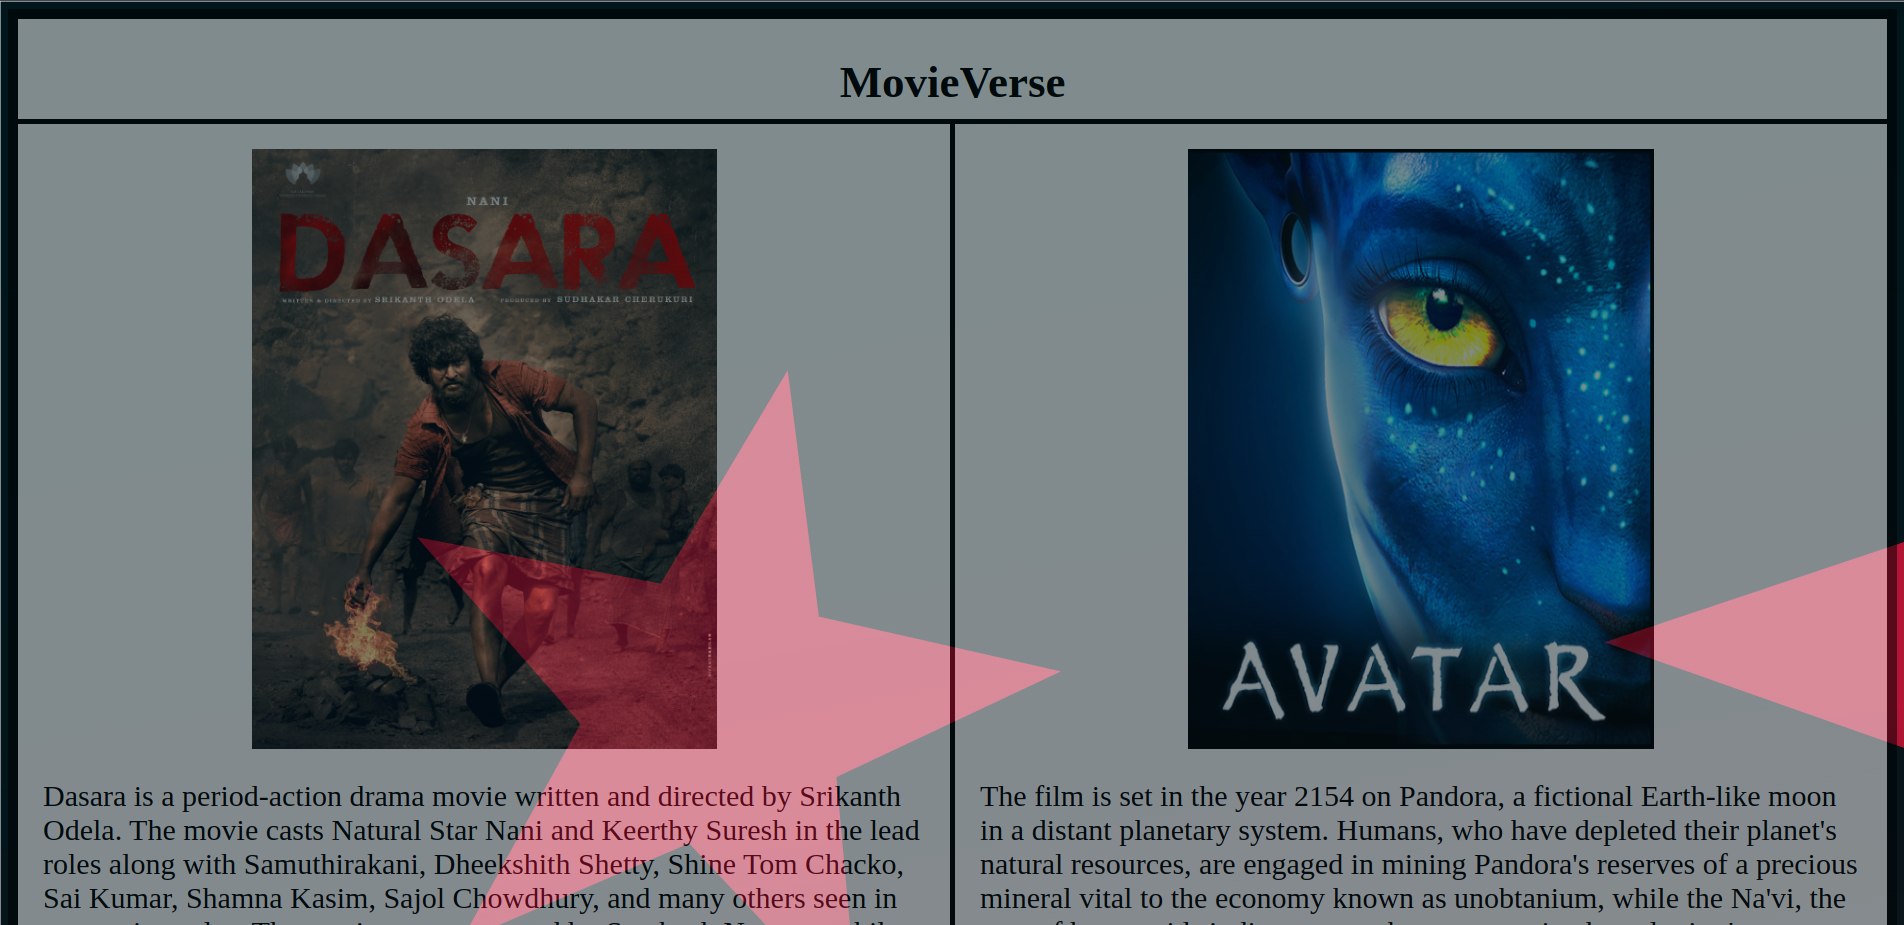 MovieVerse
NANI
DASARA
WRITTEN & DIRECTED BY SRIKANTH ODELA PRODUCED BY SUDHAKAR CHERUKURI
AVATAR
Dasara is a period-action drama movie written and directed by Srikanth
Odela. The movie casts Natural Star Nani and Keerthy Suresh in the lead
roles along with Samuthirakani, Dheekshith Shetty, Shine Tom Chacko,
Sai Kumar, Shamna Kasim, Sajol Chowdhury, and many others seen in
The film is set in the year 2154 on Pandora, a fictional Earth-like moon
in a distant planetary system. Humans, who have depleted their planet's
natural resources, are engaged in mining Pandora's reserves of a precious
mineral vital to the economy known as unobtanium, while the Na'vi, the